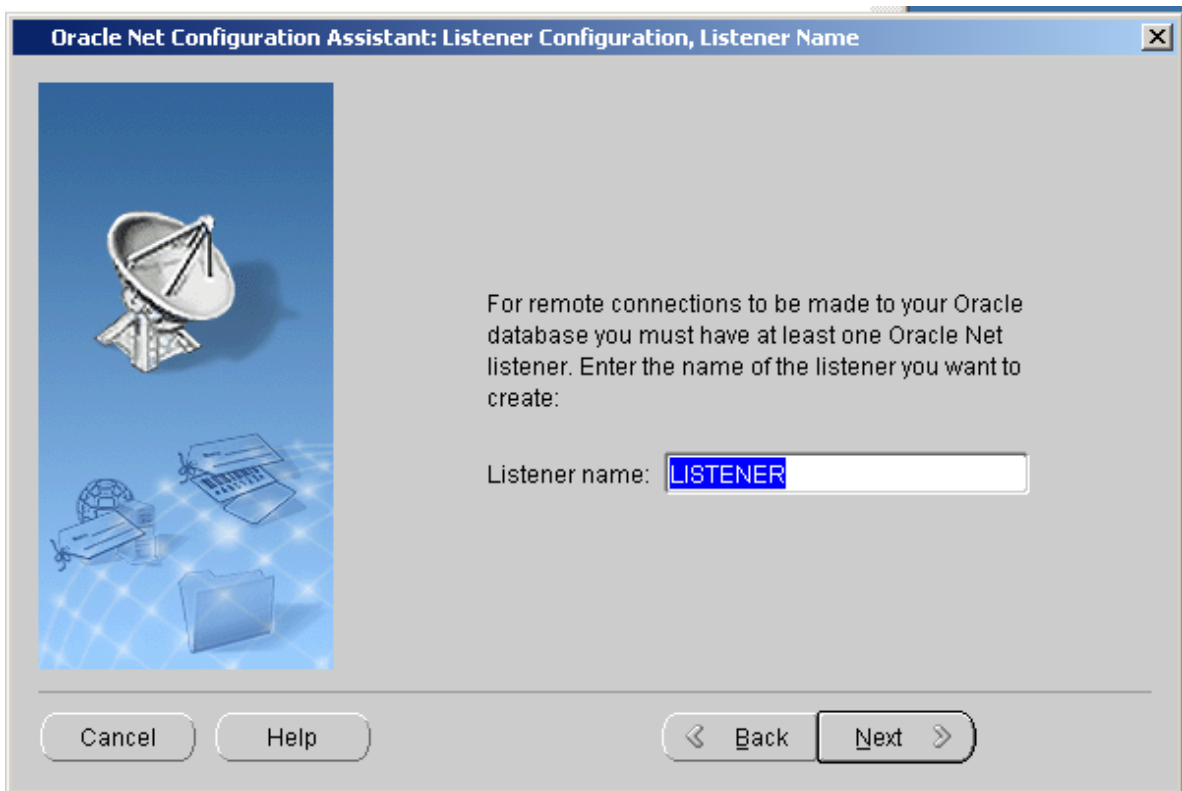 Oracle Net Configuration Assistant: Listener Configuration, Listener Name
For remote connections to be made to your Oracle
database you must have at least one Oracle Net
listener. Enter the name of the listener you want to
create:
Listener name: LISTENER
Cancel Help Back Next